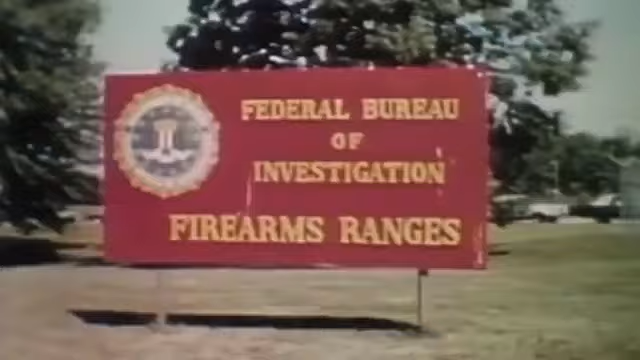 FEDERAL BUREAU
OF
INVESTIGATION
FIREARMS RANGES